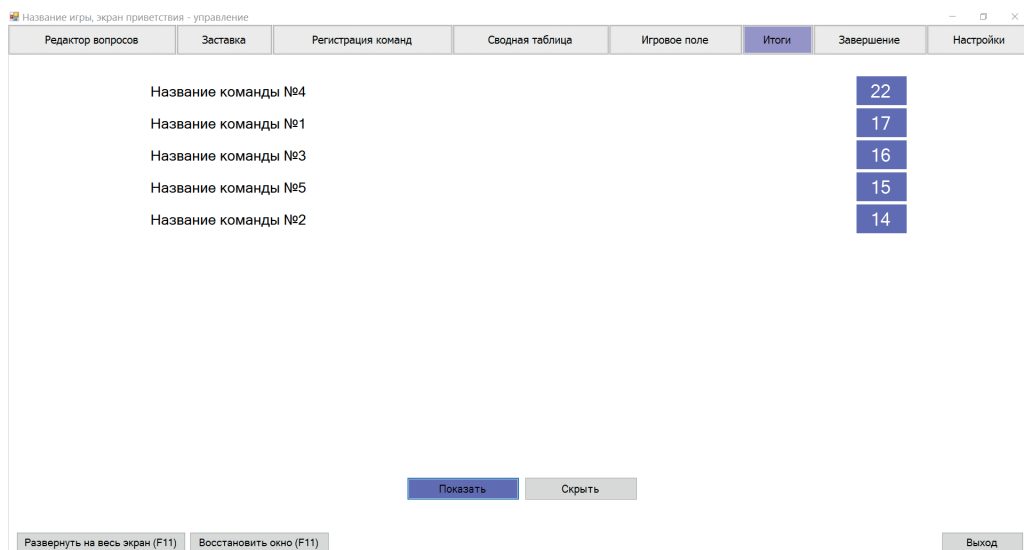 Название игры, экран приветствия - управление
Редактор вопросов Заставка Регистрация команд Сводная таблица Игровое поле Итоги Завершение Настройки
Название команды №4 22
Название команды №1 17
Название команды №3 16
Название команды №5 15
Название команды №2 14
Показать Скрыть
Развернуть на весь экран (F11) Восстановить окно (F11) Выход